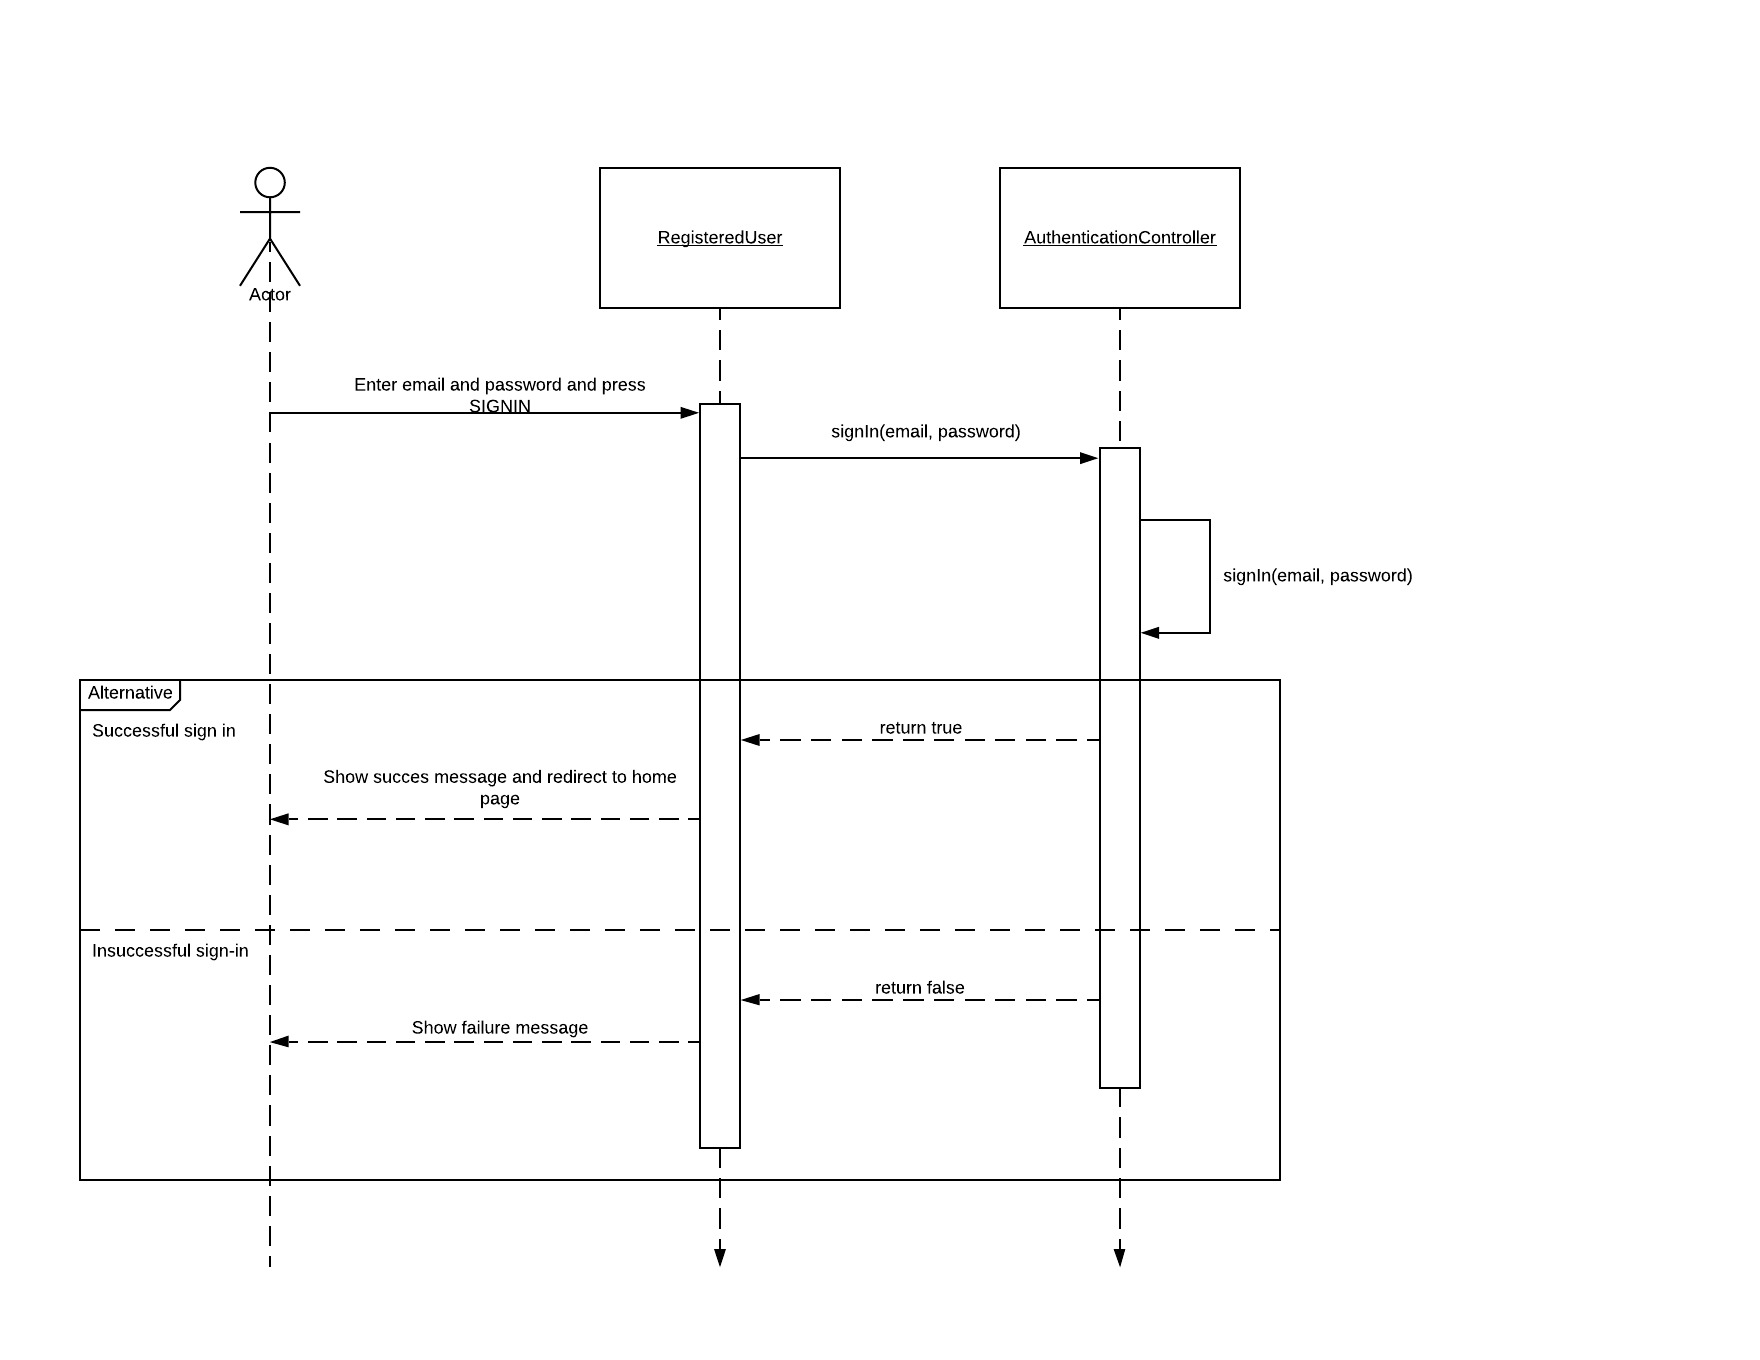 Actor
RegisteredUser
AuthenticationController
Enter email and password and press
SIGNIN
signIn(email, password)
signIn(email, password)
Alternative
Successful sign in
return true
Show succes message and redirect to home
page
Insuccessful sign-in
return false
Show failure message